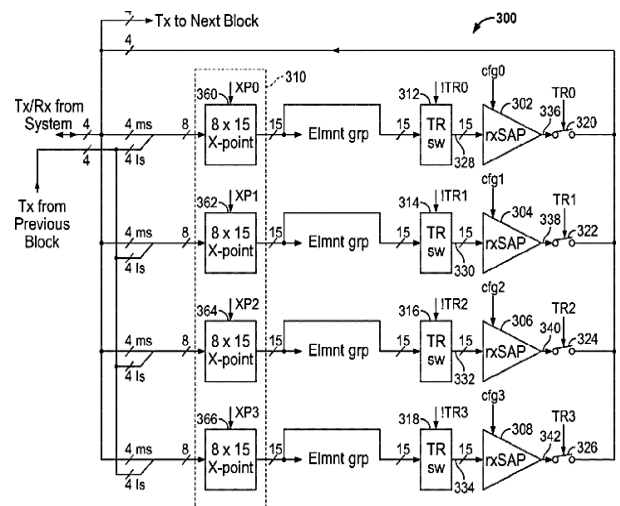 4
Tx to Next Block
300
4
310
Tx/Rx from
System
4
4
Tx from
Previous
Block
4 ms
4 ls
8
360
XP0
8 x 15
X-point
15
Elmnt grp
15
312
!TR0
TR
sw
15
328
cfg0
302
rxSAP
336
TR0
320
4 ms
4 ls
8
362
XP1
8 x 15
X-point
15
Elmnt grp
15
314
!TR1
TR
sw
15
330
cfg1
304
rxSAP
338
TR1
322
4 ms
4 ls
8
364
XP2
8 x 15
X-point
15
Elmnt grp
15
316
!TR2
TR
sw
15
332
cfg2
306
rxSAP
340
TR2
324
4 ms
4 ls
8
366
XP3
8 x 15
X-point
15
Elmnt grp
15
318
!TR3
TR
sw
15
334
cfg3
308
rxSAP
342
TR3
326